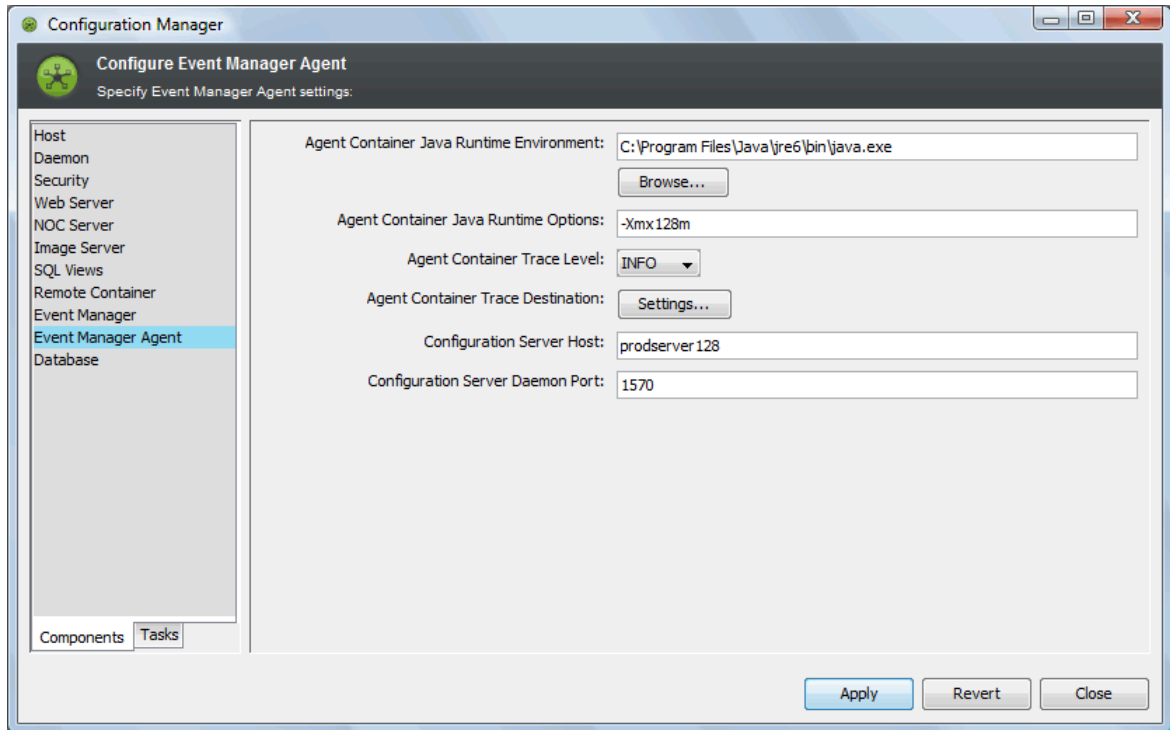 Configuration Manager
Configure Event Manager Agent
Specify Event Manager Agent settings:
Host
Daemon
Security
Web Server
NOC Server
Image Server
SQL Views
Remote Container
Event Manager
Event Manager Agent
Database
Components Tasks
Agent Container Java Runtime Environment: C:\Program Files\Java\jre6\bin\java.exe
Browse...
Agent Container Java Runtime Options: -Xmx128m
Agent Container Trace Level: INFO
Agent Container Trace Destination: Settings...
Configuration Server Host: prodserver128
Configuration Server Daemon Port: 1570
Apply Revert Close